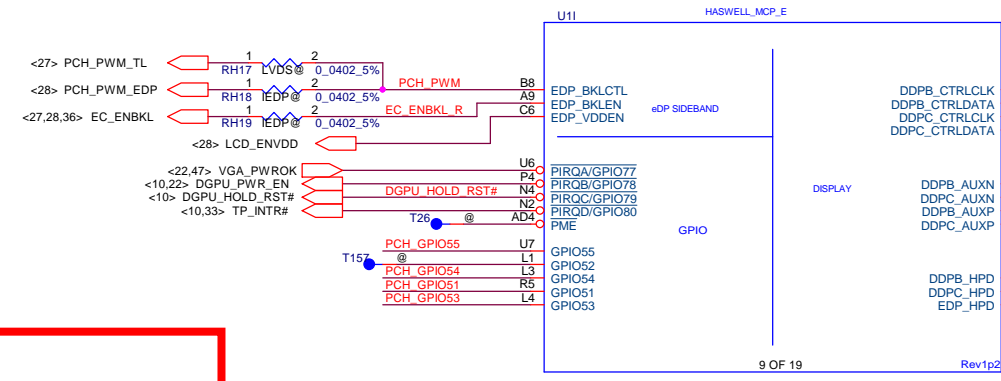 U1I
HASWELL_MCP_E
<27> PCH_PWM_TL
1 2
RH17 LVDS@ 0_0402_5%
<28> PCH_PWM_EDP
1 2
RH18 IEDP@ 0_0402_5%
PCH_PWM
B8
EDP_BKLCTL
<27,28,36> EC_ENBKL
1 2
RH19 IEDP@ 0_0402_5%
EC_ENBKL_R
A9
EDP_BKLEN
<28> LCD_ENVDD
C6
EDP_VDDEN
eDP SIDEBAND
DDPB_CTRLCLK
DDPB_CTRLDATA
DDPC_CTRLCLK
DDPC_CTRLDATA
<22,47> VGA_PWROK
U6
PIRQA/GPIO77
<10,22> DGPU_PWR_EN
P4
PIRQB/GPIO78
<10> DGPU_HOLD_RST#
DGPU_HOLD_RST#
N4
PIRQC/GPIO79
<10,33> TP_INTR#
N2
PIRQD/GPIO80
T26 @
AD4
PME
GPIO
DISPLAY
DDPB_AUXN
DDPC_AUXN
DDPB_AUXP
DDPC_AUXP
PCH_GPIO55
U7
GPIO55
T157 @
L1
GPIO52
PCH_GPIO54
L3
GPIO54
PCH_GPIO51
R5
GPIO51
PCH_GPIO53
L4
GPIO53
DDPB_HPD
DDPC_HPD
EDP_HPD
9 OF 19
Rev1p2